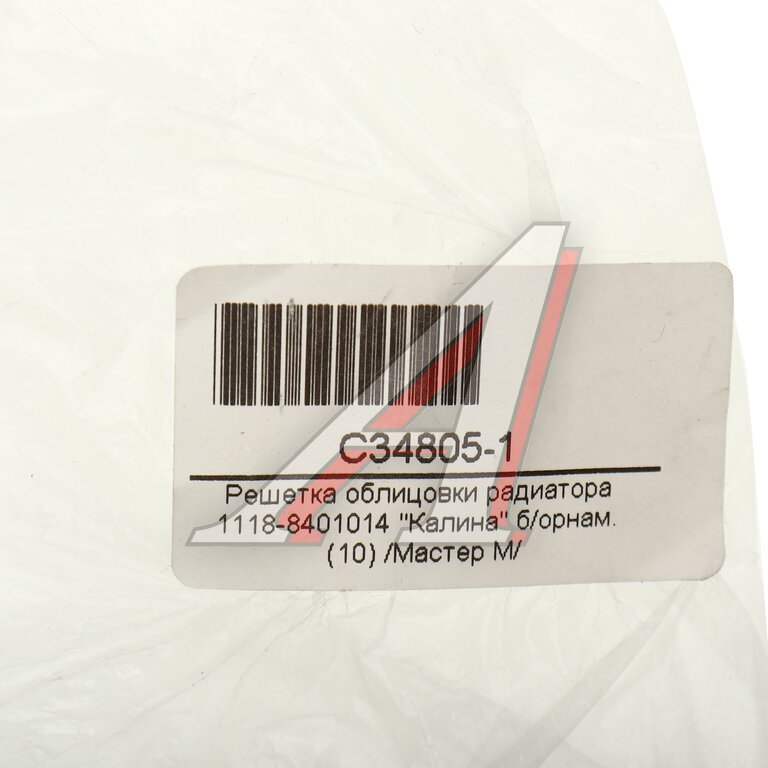 C34805-1
Решетка облицовки радиатора
1118-8401014 "Калина" б/орнам.
(10) /Мастер М/